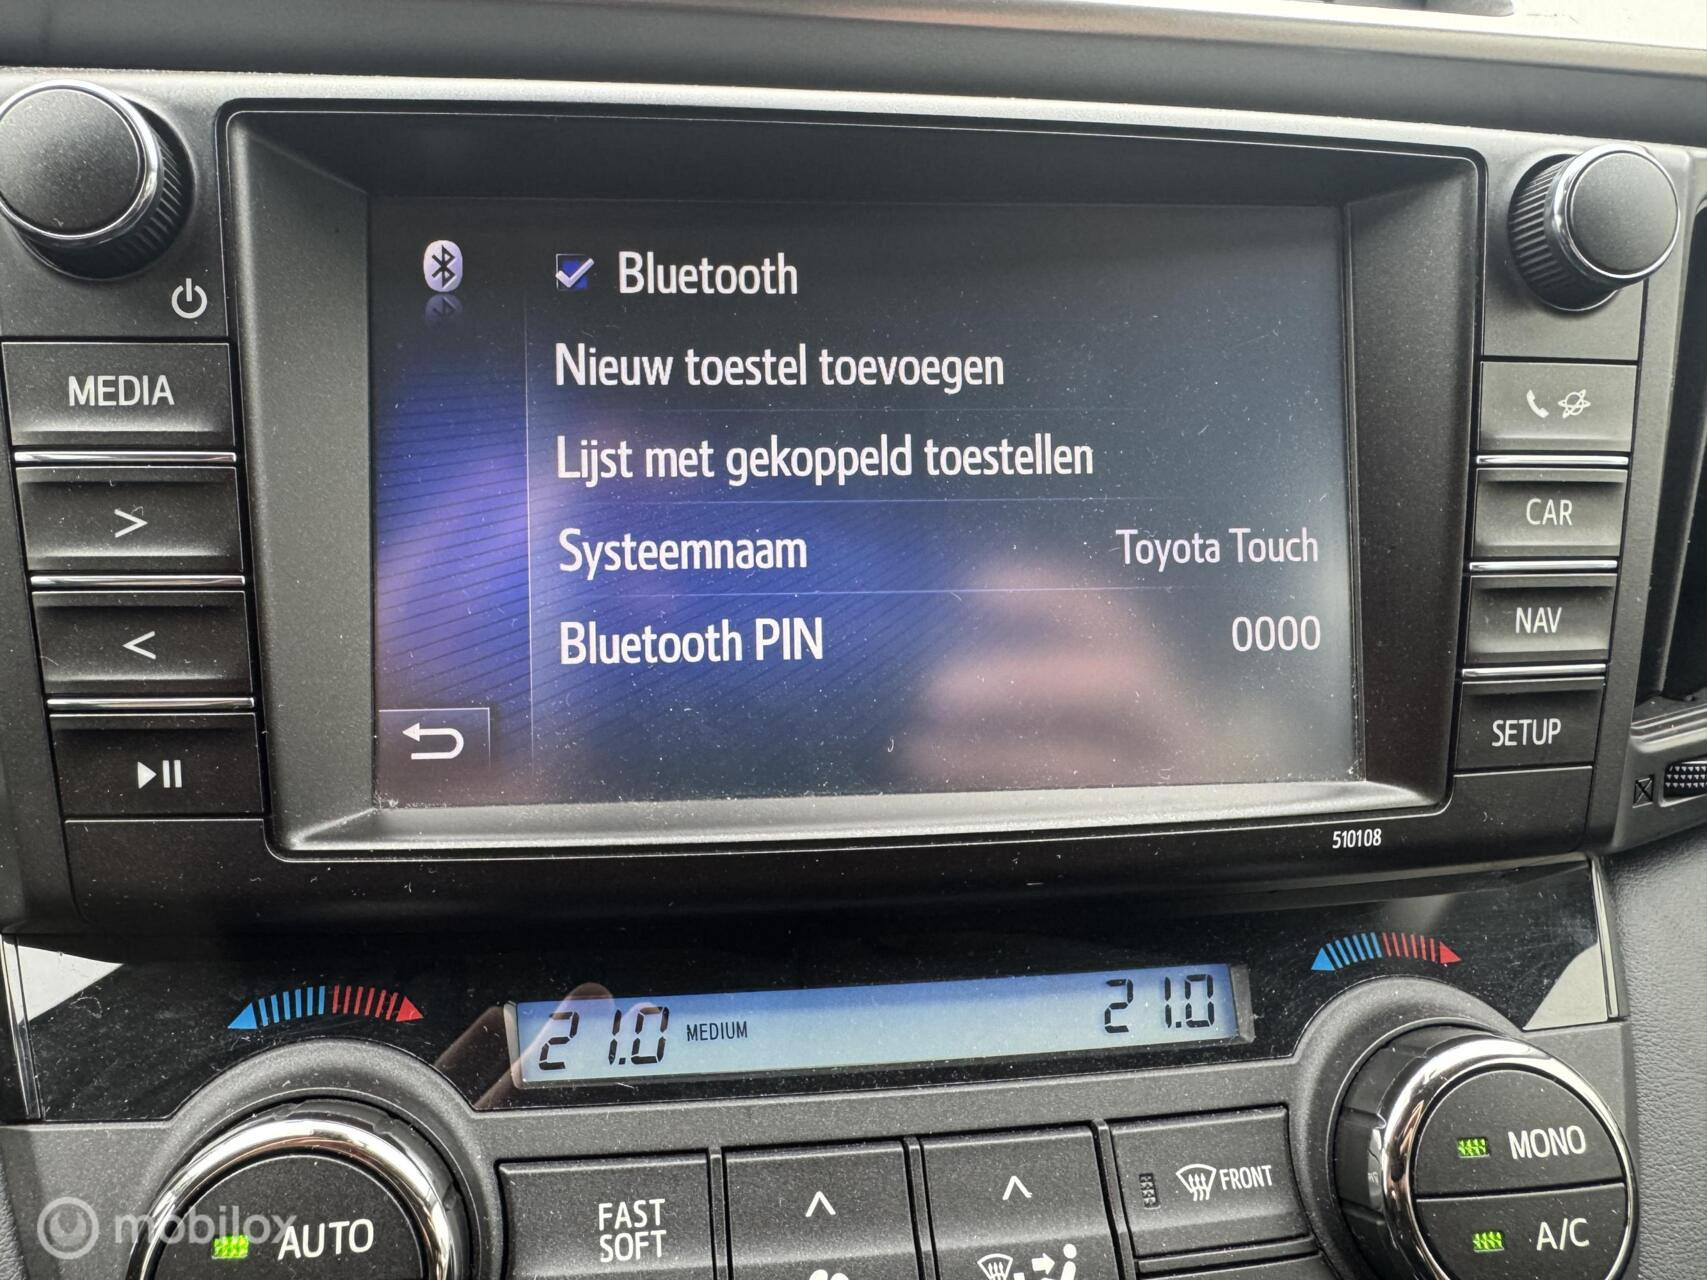 Bluetooth
Nieuw toestel toevoegen
Lijst met gekoppeld toestellen
Systeemnaam Toyota Touch
Bluetooth PIN 0000
MEDIA
>
<
CAR
NAV
SETUP
510108
21.0 MEDIUM 21.0
AUTO
FAST
SOFT
FRONT
MONO
A/C
mobilox